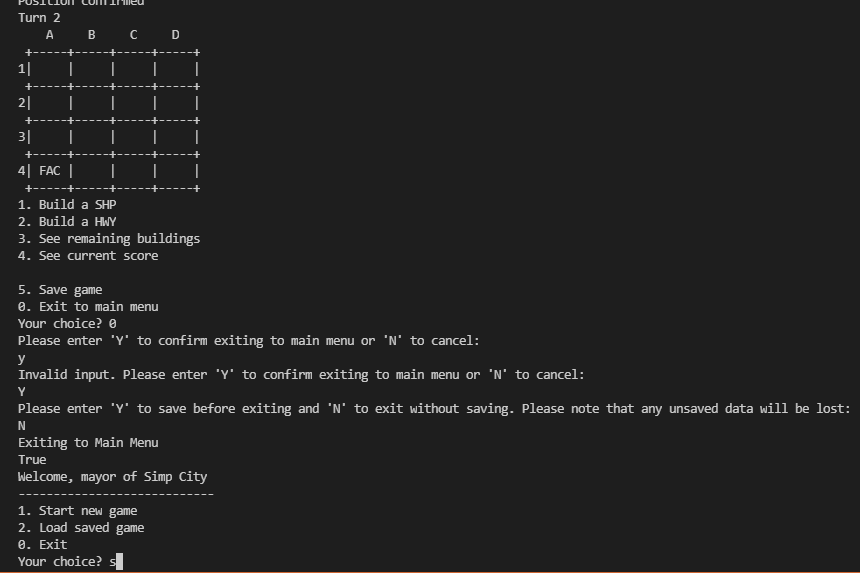 Position confirmed
Turn 2
    A     B     C     D
 +-----+-----+-----+-----+
1|     |     |     |     |
 +-----+-----+-----+-----+
2|     |     |     |     |
 +-----+-----+-----+-----+
3|     |     |     |     |
 +-----+-----+-----+-----+
4| FAC |     |     |     |
 +-----+-----+-----+-----+
1. Build a SHP
2. Build a HWY
3. See remaining buildings
4. See current score

5. Save game
0. Exit to main menu
Your choice? 0
Please enter 'Y' to confirm exiting to main menu or 'N' to cancel:
y
Invalid input. Please enter 'Y' to confirm exiting to main menu or 'N' to cancel:
Y
Please enter 'Y' to save before exiting and 'N' to exit without saving. Please note that any unsaved data will be lost:
N
Exiting to Main Menu
True
Welcome, mayor of Simp City
----------------------------
1. Start new game
2. Load saved game
0. Exit
Your choice? s